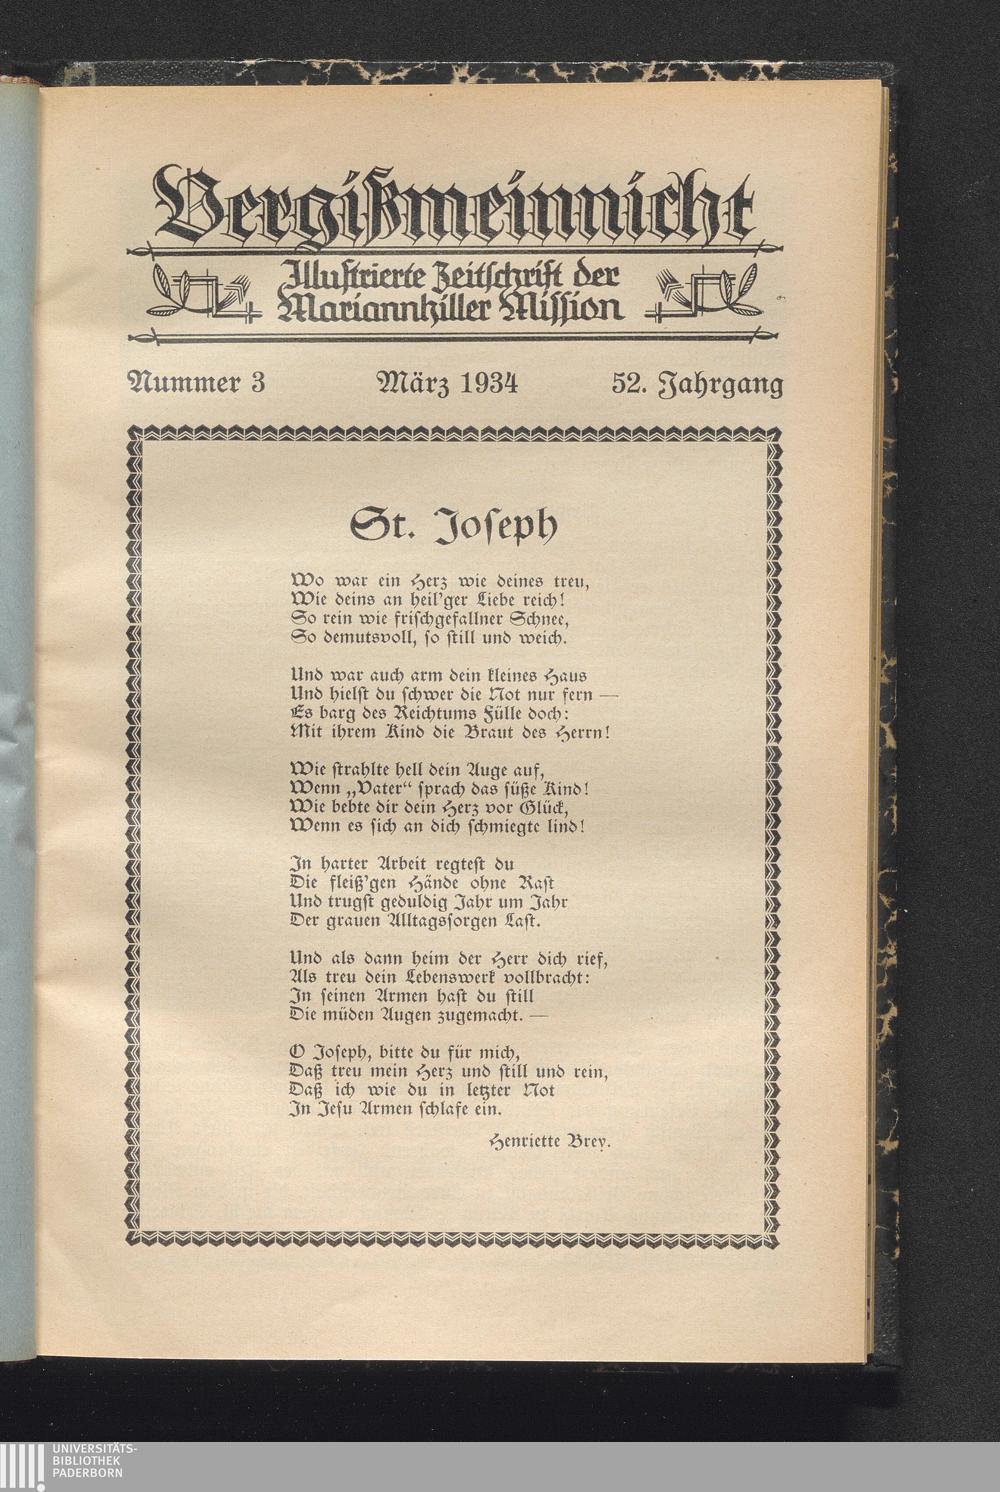 Vergißmeinnicht
Illustrierte Zeitschrift der
Mariannhiller Mission
Nummer 3 März 1934 52. Jahrgang
St. Joseph
Wo war ein Herz wie deines treu,
Wie deins an heil'ger Liebe reich!
So rein wie frischgefallner Schnee,
So demutsvoll, so still und weich.
Und war auch arm dein kleines Haus
Und hielst du schwer die Not nur fern —
Es barg des Reichtums Fülle doch:
Mit ihrem Kind die Braut des Herrn!
Wie strahlte hell dein Auge auf,
Wenn „Vater“ sprach das süße Kind!
Wie bebte dir dein Herz vor Glück,
Wenn es sich an dich schmiegte lind!
In harter Arbeit regtest du
Die fleiß'gen Hände ohne Rast
Und trugst geduldig Jahr um Jahr
Der grauen Alltagssorgen Last.
Und als dann heim der Herr dich rief,
Als treu dein Lebenswerk vollbracht:
In seinen Armen hast du still
Die müden Augen zugemacht. —
O Joseph, bitte du für mich,
Daß treu mein Herz und still und rein,
Daß ich wie du in letzter Not
In Jesu Armen schlafe ein.
Henriette Brey.
UNIVERSITÄTS-
BIBLIOTHEK
PADERBORN